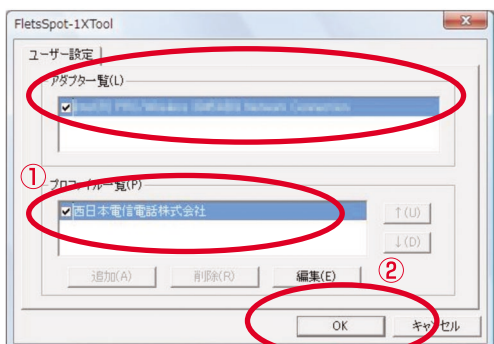 FletsSpot-1XTool
ユーザー設定
アダプター覧(L)
①
プロファイル一覧(P)
西日本電信電話株式会社
↑(U)
↓(D)
追加(A) 削除(R) 編集(E)
②
OK キャンセル